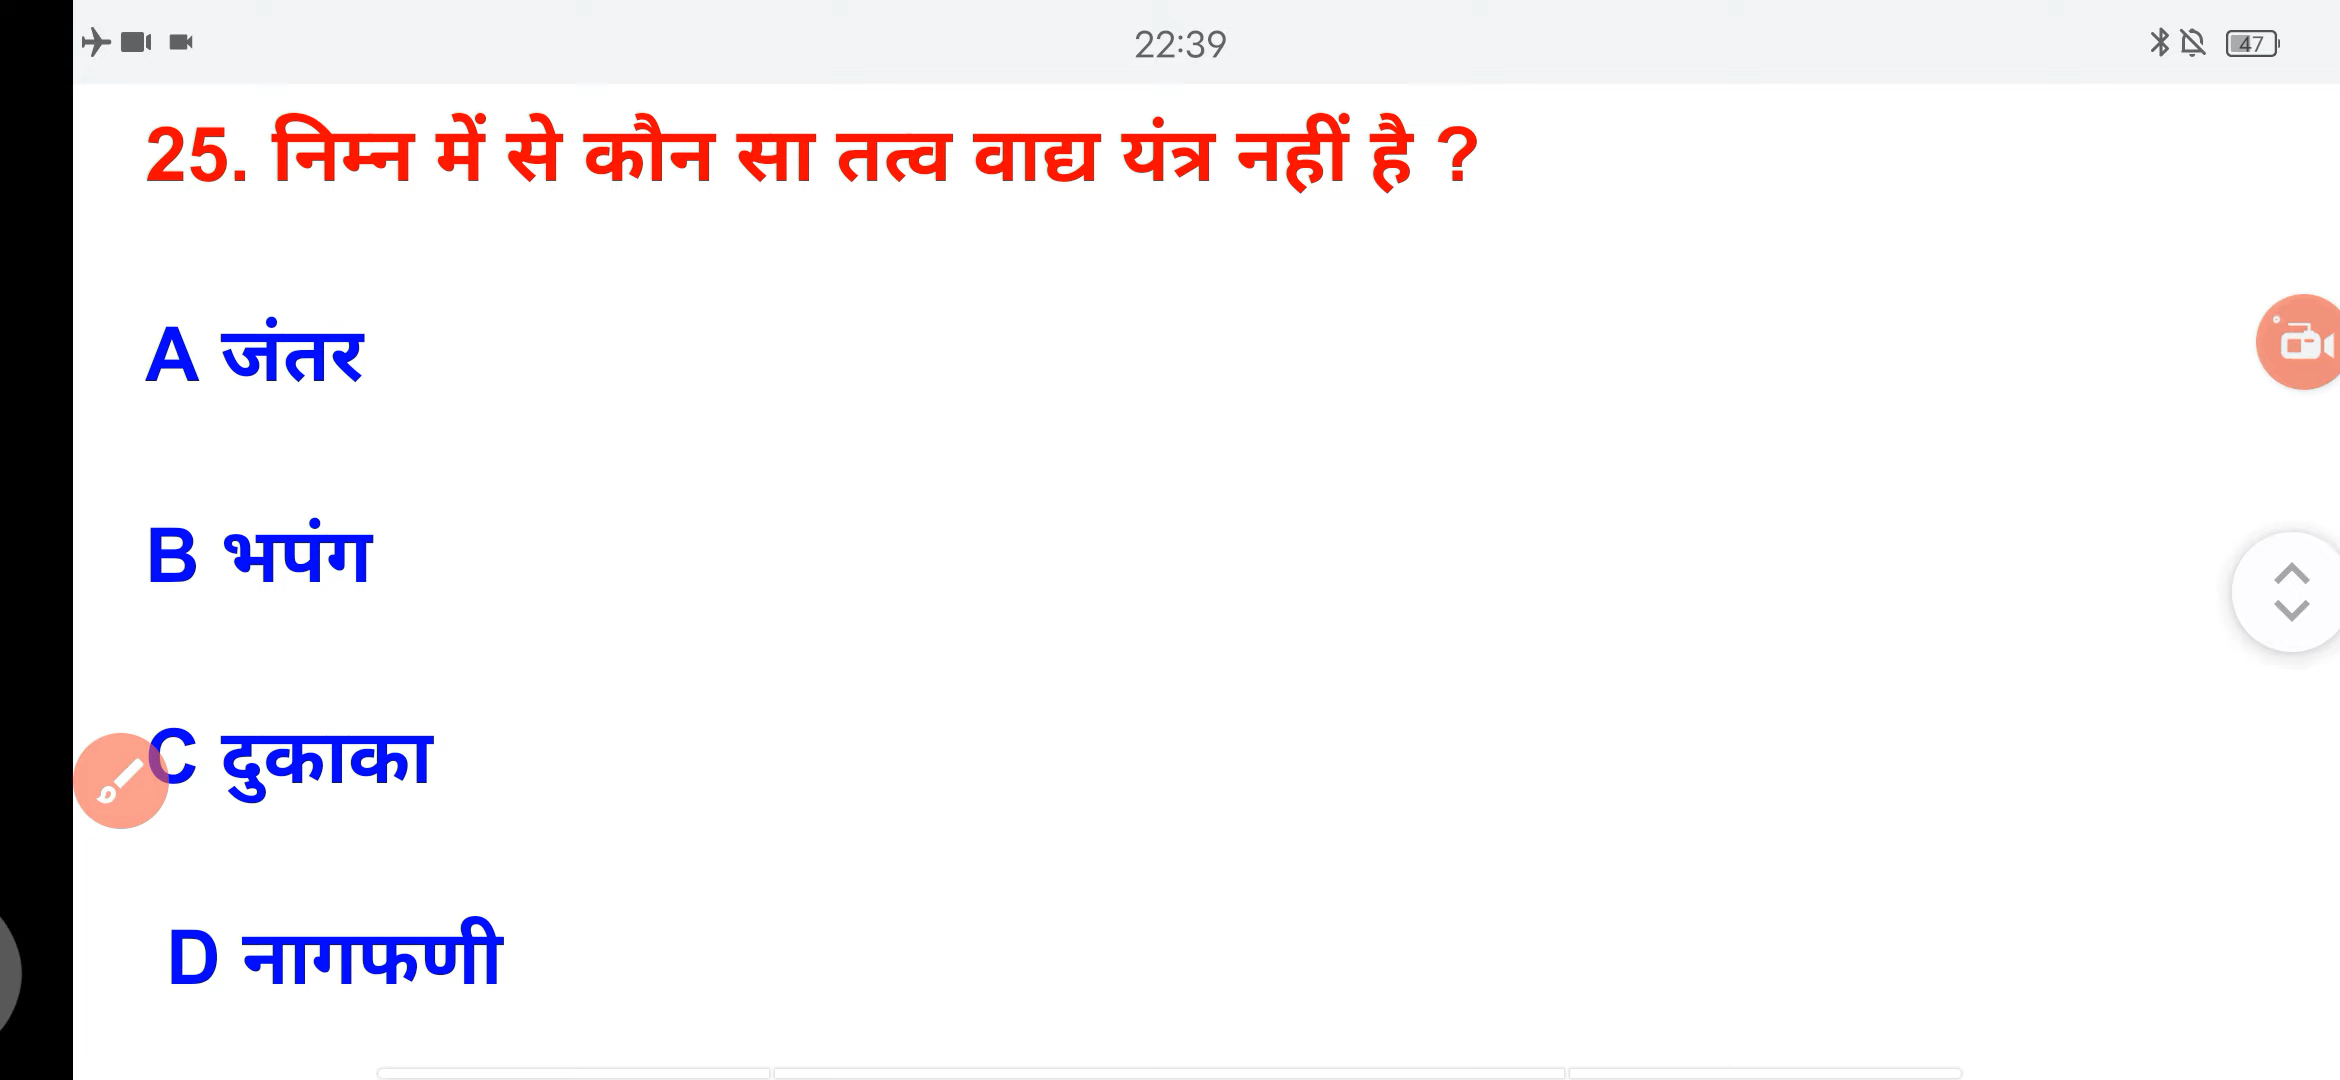 22:39
47
25. निम्न में से कौन सा तत्व वाद्य यंत्र नहीं है ?
A जंतर
B भपंग
C दुकाका
D नागफणी